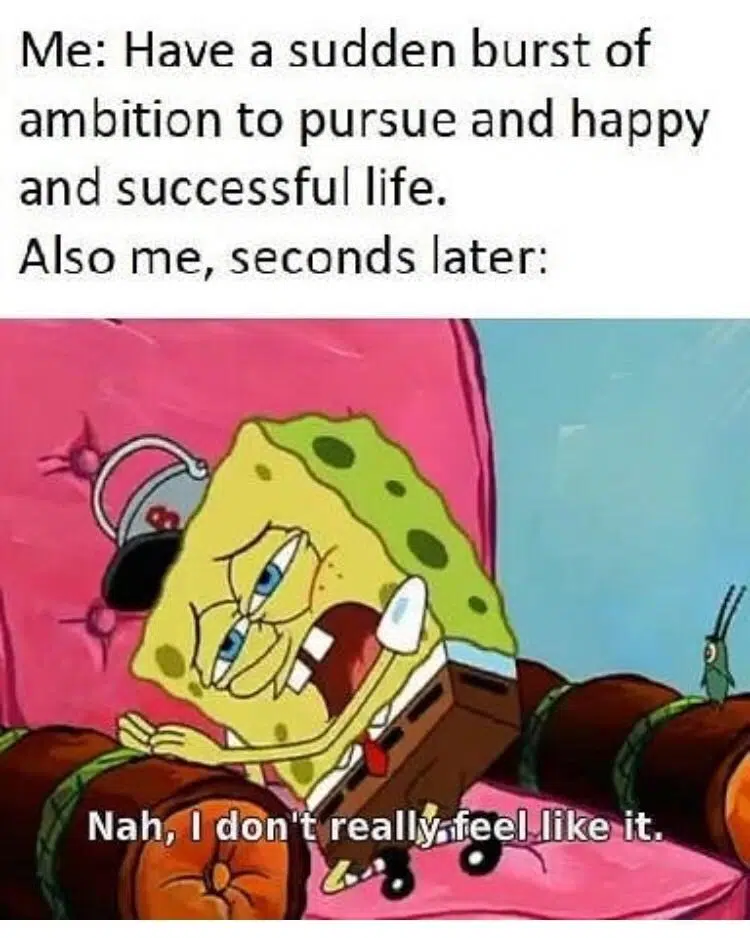 Me: Have a sudden burst of
ambition to pursue and happy
and successful life.
Also me, seconds later:
Nah, I don't really feel like it.